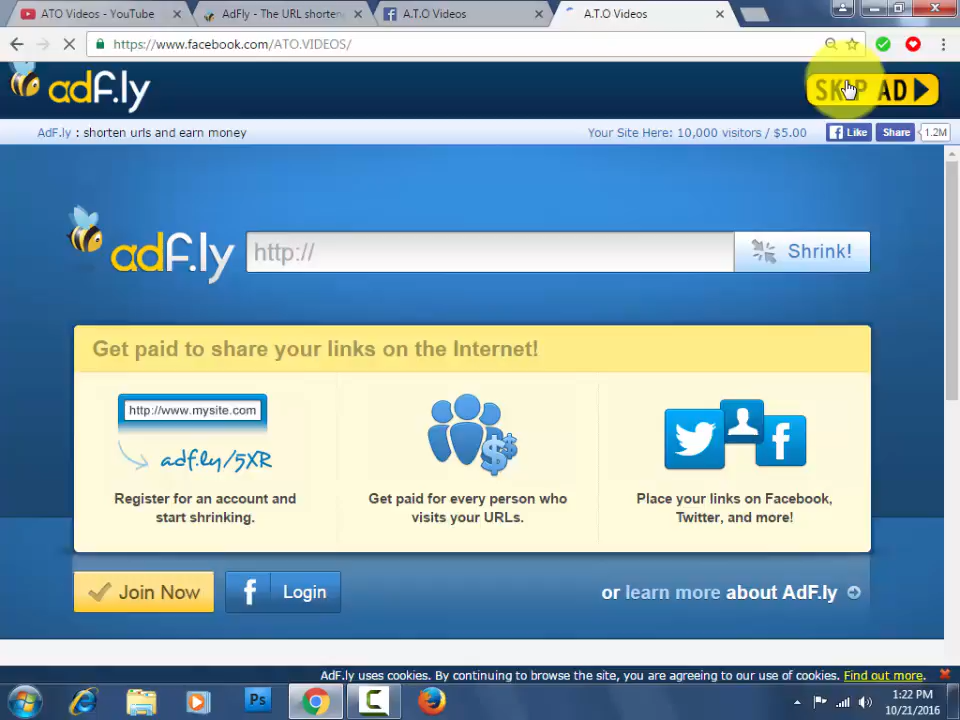 ATO Videos - YouTube
AdFly - The URL shorten
A.T.O Videos
A.T.O Videos
https://www.facebook.com/ATO.VIDEOS/
adf.ly
SKIP AD
AdF.ly : shorten urls and earn money
Your Site Here: 10,000 visitors / $5.00
Like
Share
1.2M
adf.ly
http://
Shrink!
Get paid to share your links on the Internet!
http://www.mysite.com
adf.ly/5XR
Register for an account and
start shrinking.
Get paid for every person who
visits your URLs.
Place your links on Facebook,
Twitter, and more!
Join Now
Login
or learn more about AdF.ly
AdF.ly uses cookies. By continuing to browse the site, you are agreeing to our use of cookies. Find out more.
Ps
1:22 PM
10/21/2016